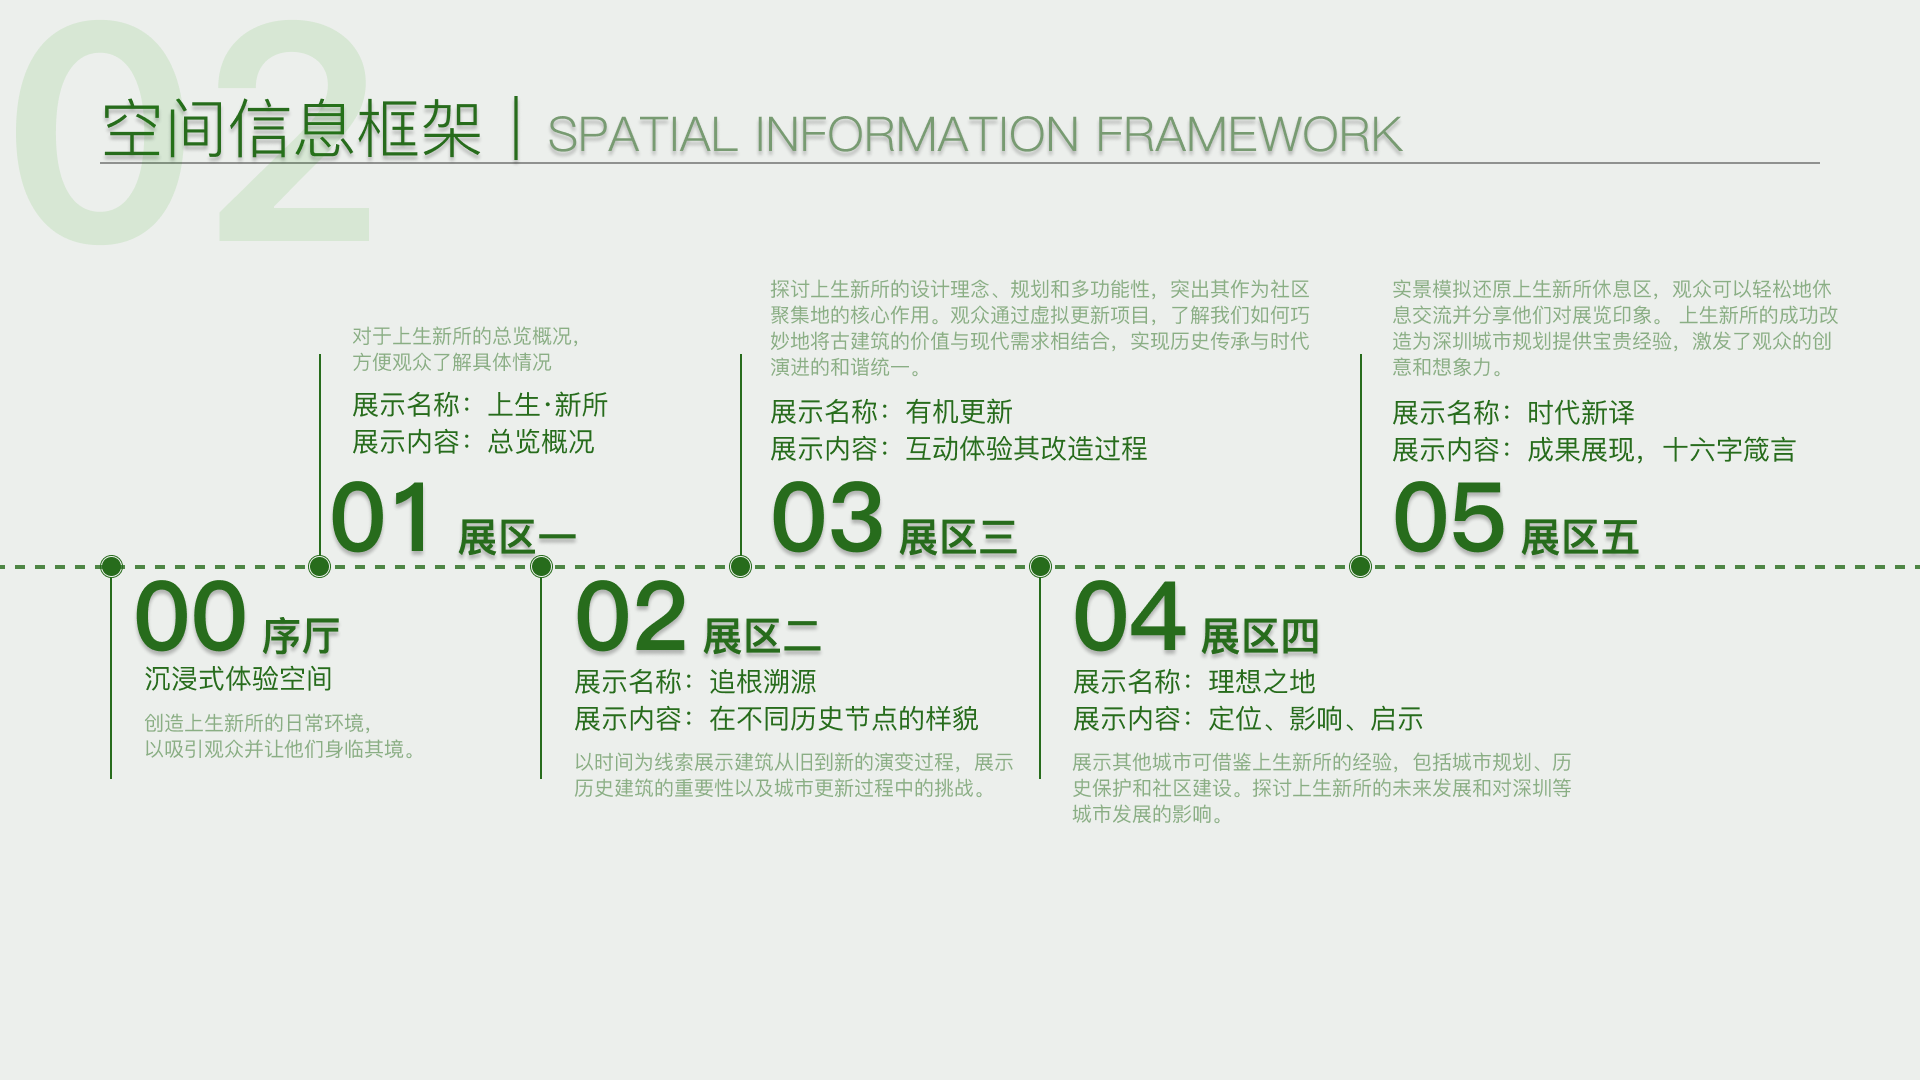 02
空间信息框架 | SPATIAL INFORMATION FRAMEWORK
00 序厅
沉浸式体验空间
创造上生新所的日常环境，
以吸引观众并让他们身临其境。
对于上生新所的总览概况，
方便观众了解具体情况
展示名称：上生·新所
展示内容：总览概况
01 展区一
02 展区二
展示名称：追根溯源
展示内容：在不同历史节点的样貌
以时间为线索展示建筑从旧到新的演变过程，展示
历史建筑的重要性以及城市更新过程中的挑战。
探讨上生新所的设计理念、规划和多功能性，突出其作为社区
聚集地的核心作用。观众通过虚拟更新项目，了解我们如何巧
妙地将古建筑的价值与现代需求相结合，实现历史传承与时代
演进的和谐统一。
展示名称：有机更新
展示内容：互动体验其改造过程
03 展区三
04 展区四
展示名称：理想之地
展示内容：定位、影响、启示
展示其他城市可借鉴上生新所的经验，包括城市规划、历
史保护和社区建设。探讨上生新所的未来发展和对深圳等
城市发展的影响。
实景模拟还原上生新所休息区，观众可以轻松地休
息交流并分享他们对展览印象。 上生新所的成功改
造为深圳城市规划提供宝贵经验，激发了观众的创
意和想象力。
展示名称：时代新译
展示内容：成果展现，十六字箴言
05 展区五